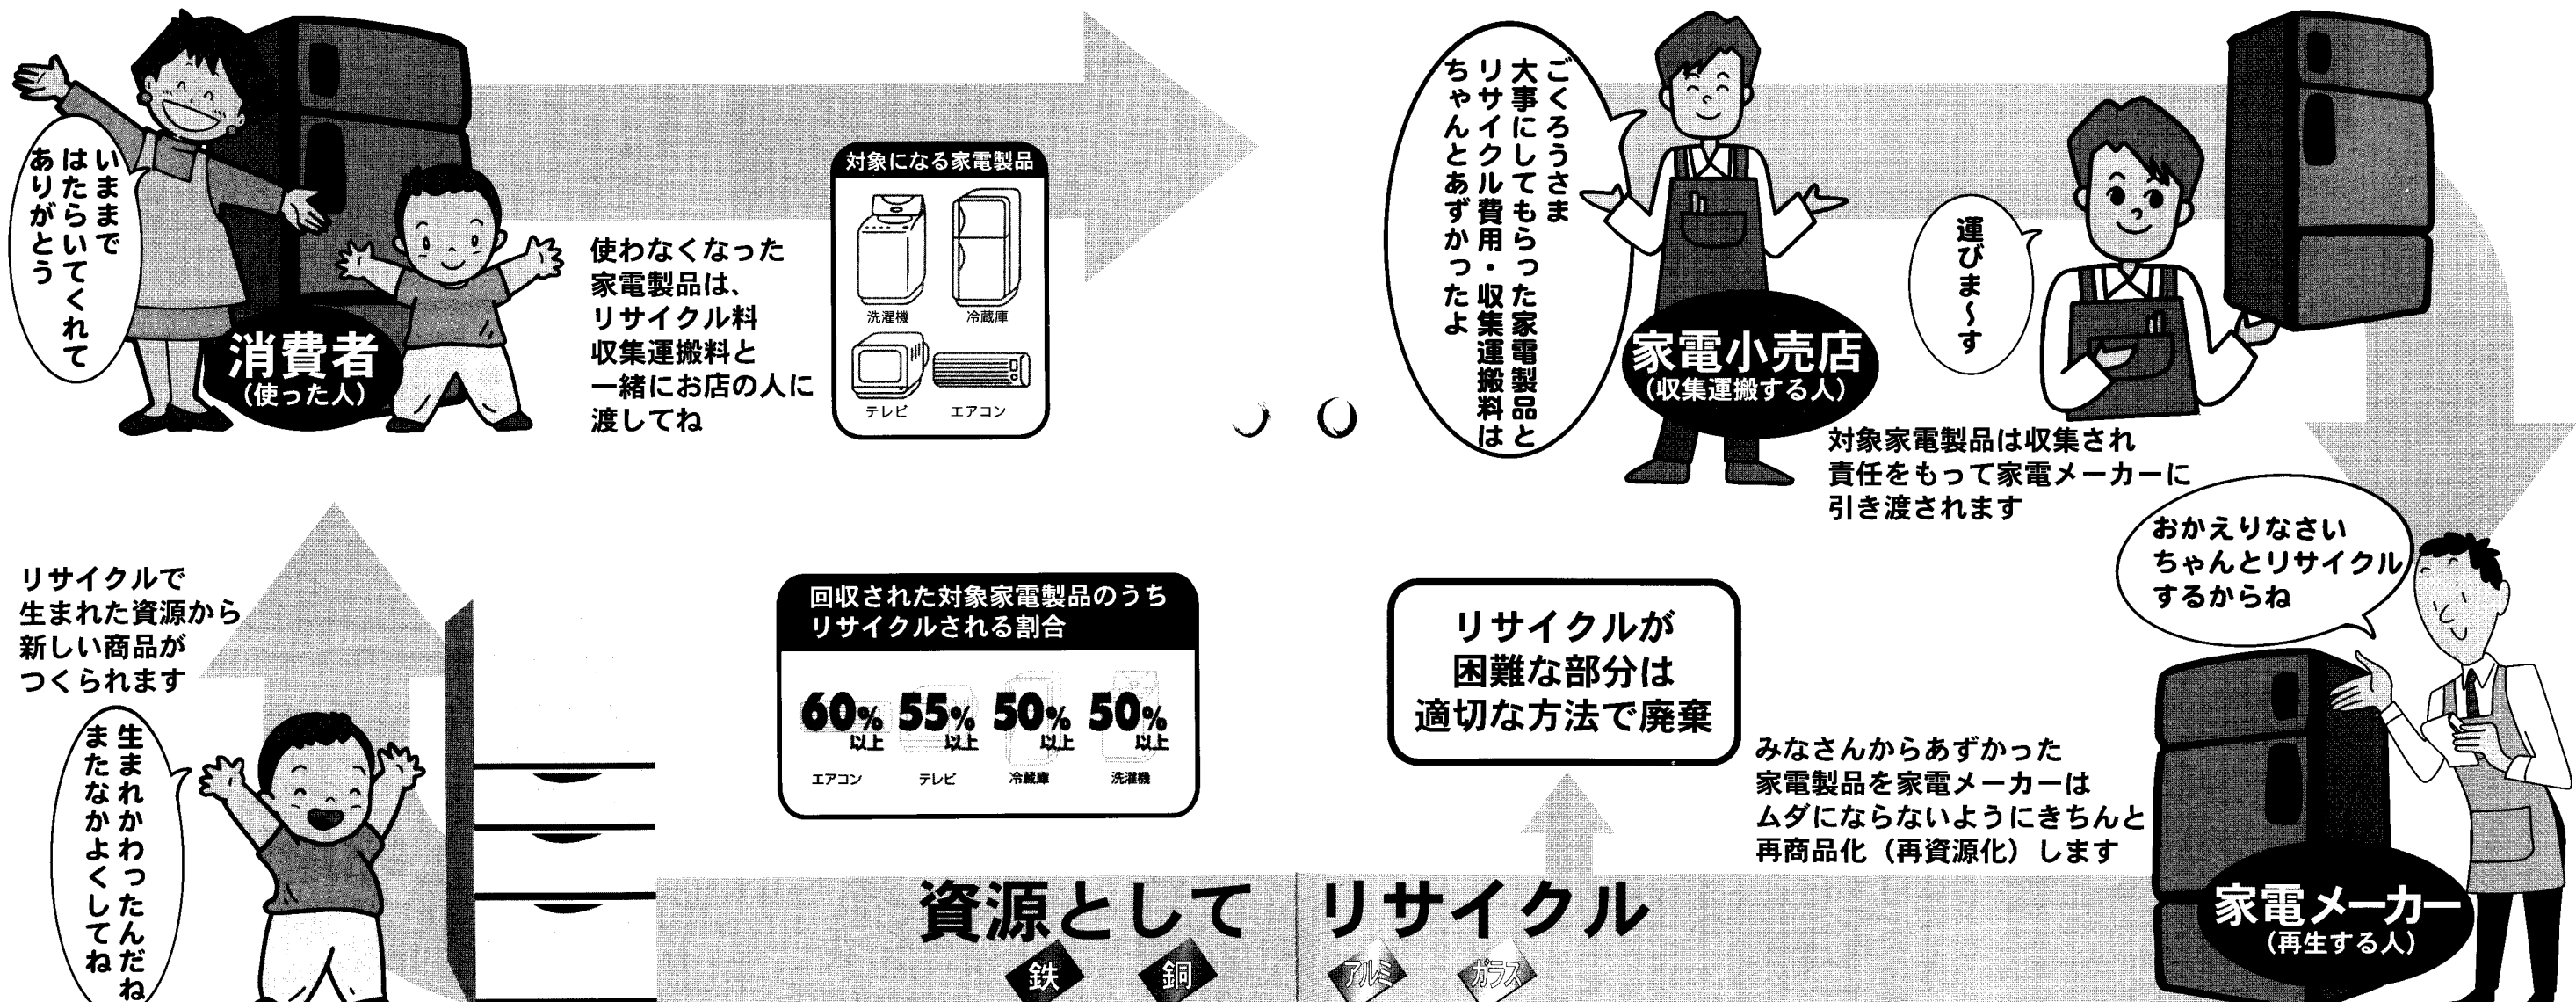 いままで
はたらいてくれて
ありがとう
消費者
(使った人)
使わなくなった
家電製品は、
リサイクル料
収集運搬料と
一緒にお店の人に
渡してね
対象になる家電製品
洗濯機
冷蔵庫
テレビ
エアコン
ごくろうさま
大事にしてもらった家電製品と
リサイクル費用・収集運搬料は
ちゃんとあずかったよ
家電小売店
(収集運搬する人)
運びま〜す
対象家電製品は収集され
責任をもって家電メーカーに
引き渡されます
おかえりなさい
ちゃんとリサイクル
するからね
家電メーカー
(再生する人)
みなさんからあずかった
家電製品を家電メーカーは
ムダにならないようにきちんと
再商品化（再資源化）します
リサイクルが
困難な部分は
適切な方法で廃棄
回収された対象家電製品のうち
リサイクルされる割合
60%以上
エアコン
55%以上
テレビ
50%以上
冷蔵庫
50%以上
洗濯機
資源として リサイクル
鉄
銅
アルミ
ガラス
リサイクルで
生まれた資源から
新しい商品が
つくられます
生まれかわったんだね
またなかよくしてね